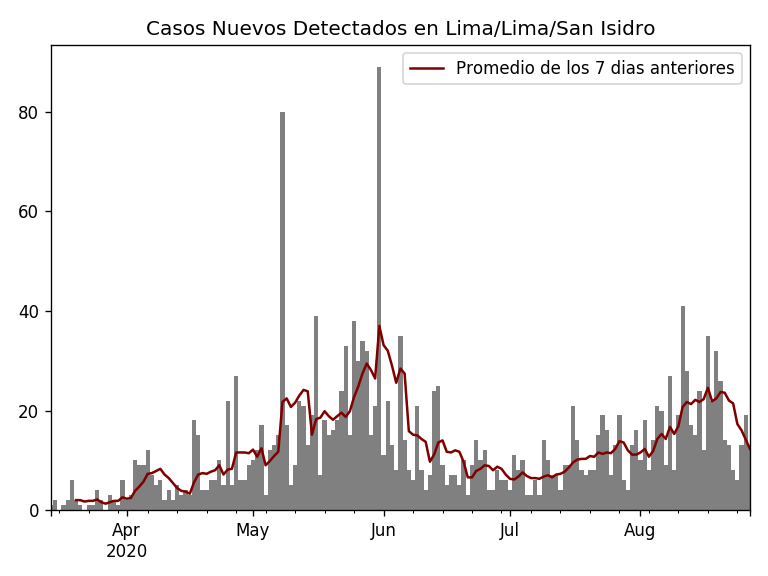 Casos Nuevos Detectados en Lima/Lima/San Isidro
Promedio de los 7 dias anteriores
80
60
40
20
0
Apr May Jun Jul Aug
2020